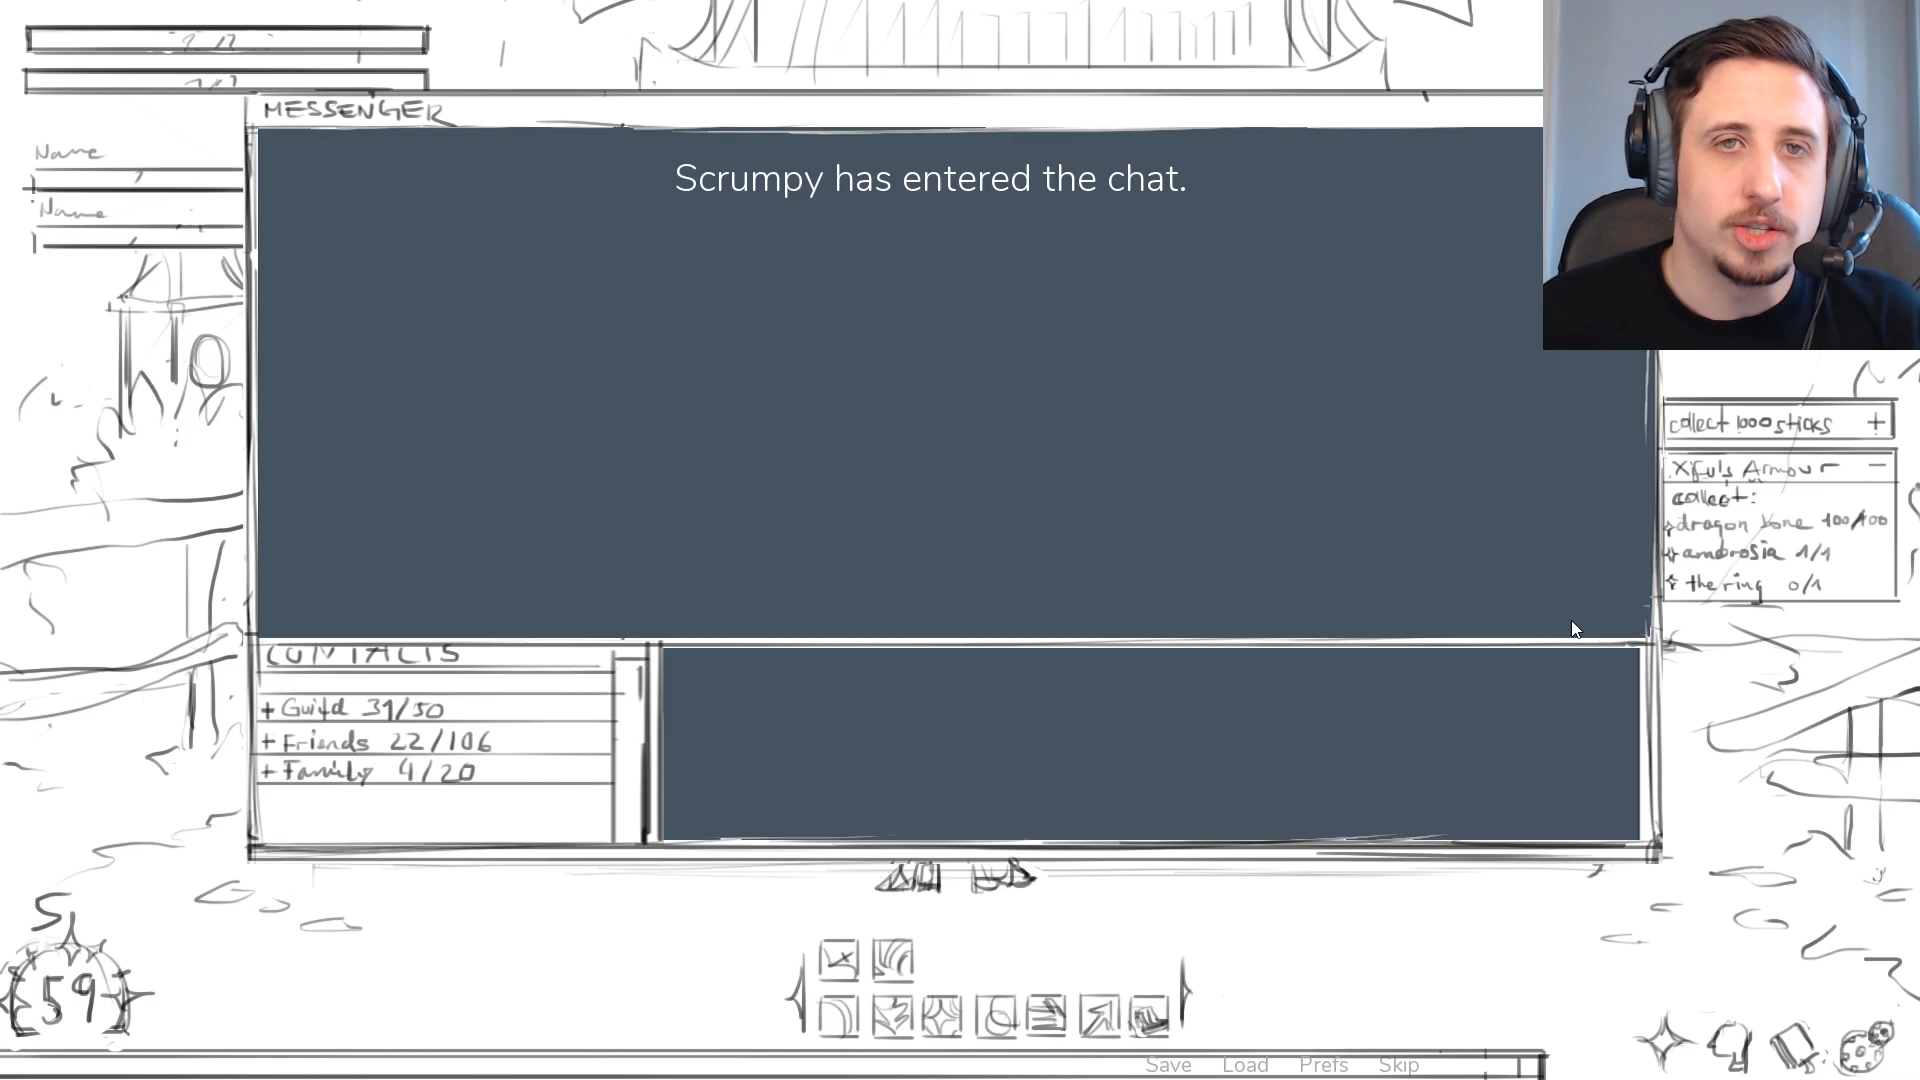 MESSENGER
Name
Name
Scrumpy has entered the chat.
collect 1000 sticks +
Armour -
collect:
dragon bone 100/100
ambrosia 1/1
the ring 0/1
CONTACTS
+ Guild 39/50
+ Friends 22/106
+ Family 4/20
59
Save Load Prefs Skip